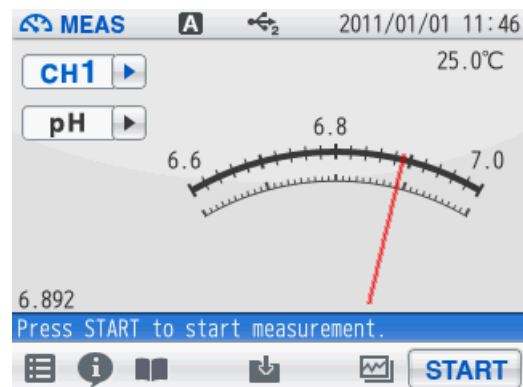 MEAS A 2 2011/01/01 11:46
CH1 25.0℃
pH
6.8
6.6 7.0
6.892
Press START to start measurement.
START